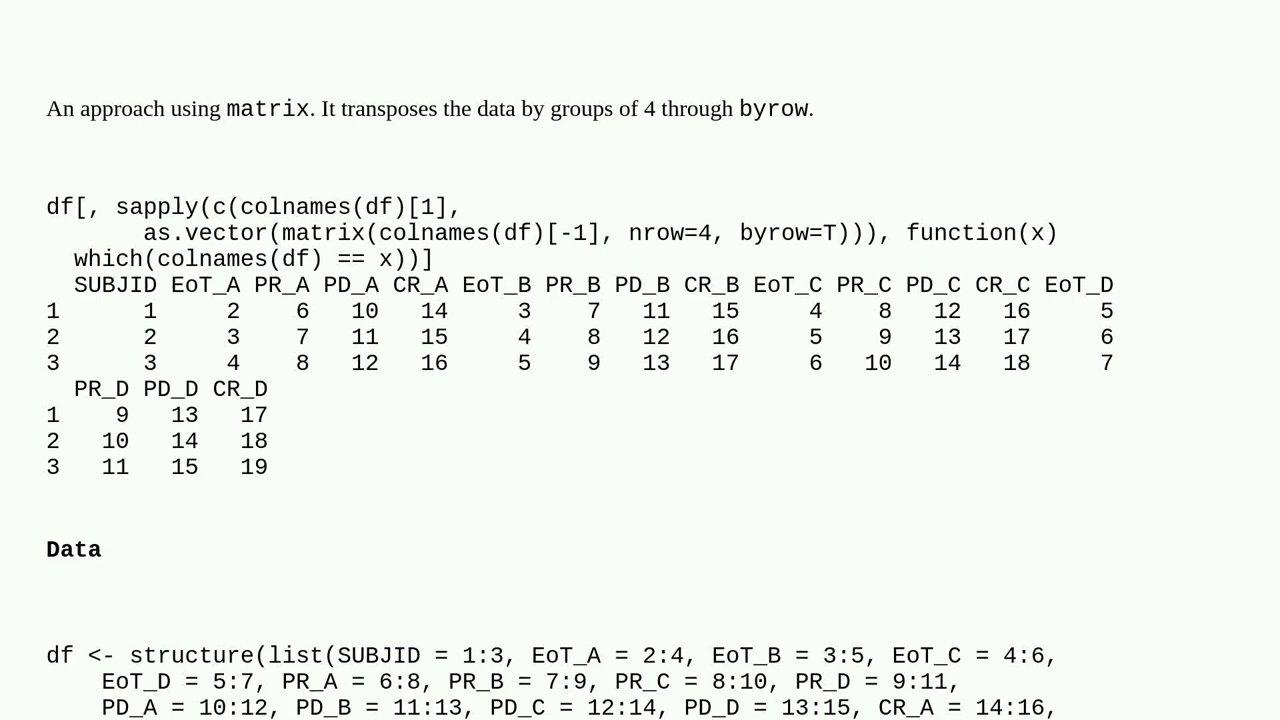 An approach using matrix. It transposes the data by groups of 4 through byrow.
df[, sapply(c(colnames(df)[1],
       as.vector(matrix(colnames(df)[-1], nrow=4, byrow=T))), function(x)
  which(colnames(df) == x))]
  SUBJID EoT_A PR_A PD_A CR_A EoT_B PR_B PD_B CR_B EoT_C PR_C PD_C CR_C EoT_D
1      1     2    6   10   14     3    7   11   15     4    8   12   16     5
2      2     3    7   11   15     4    8   12   16     5    9   13   17     6
3      3     4    8   12   16     5    9   13   17     6   10   14   18     7
  PR_D PD_D CR_D
1    9   13   17
2   10   14   18
3   11   15   19
Data
df <- structure(list(SUBJID = 1:3, EoT_A = 2:4, EoT_B = 3:5, EoT_C = 4:6,
    EoT_D = 5:7, PR_A = 6:8, PR_B = 7:9, PR_C = 8:10, PR_D = 9:11,
    PD_A = 10:12, PD_B = 11:13, PD_C = 12:14, PD_D = 13:15, CR_A = 14:16,